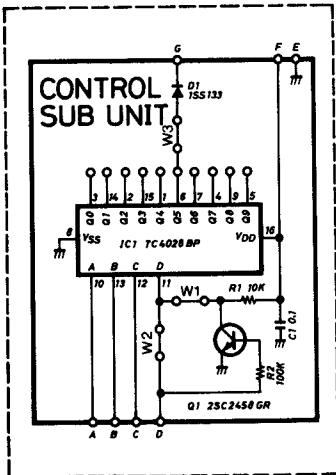 G F E
CONTROL
SUB UNIT
D1
1SS133
W3
Q0 Q1 Q2 Q3 Q4 Q5 Q6 Q7 Q8 Q9
3 14 2 15 1 6 7 4 9 5
8 VSS IC1 TC4028BP VDD 16
A B C D
10 13 12 11
W1 R1 10K
W2
C1 0.1
R2
100K
Q1 2SC2458GR
A B C D